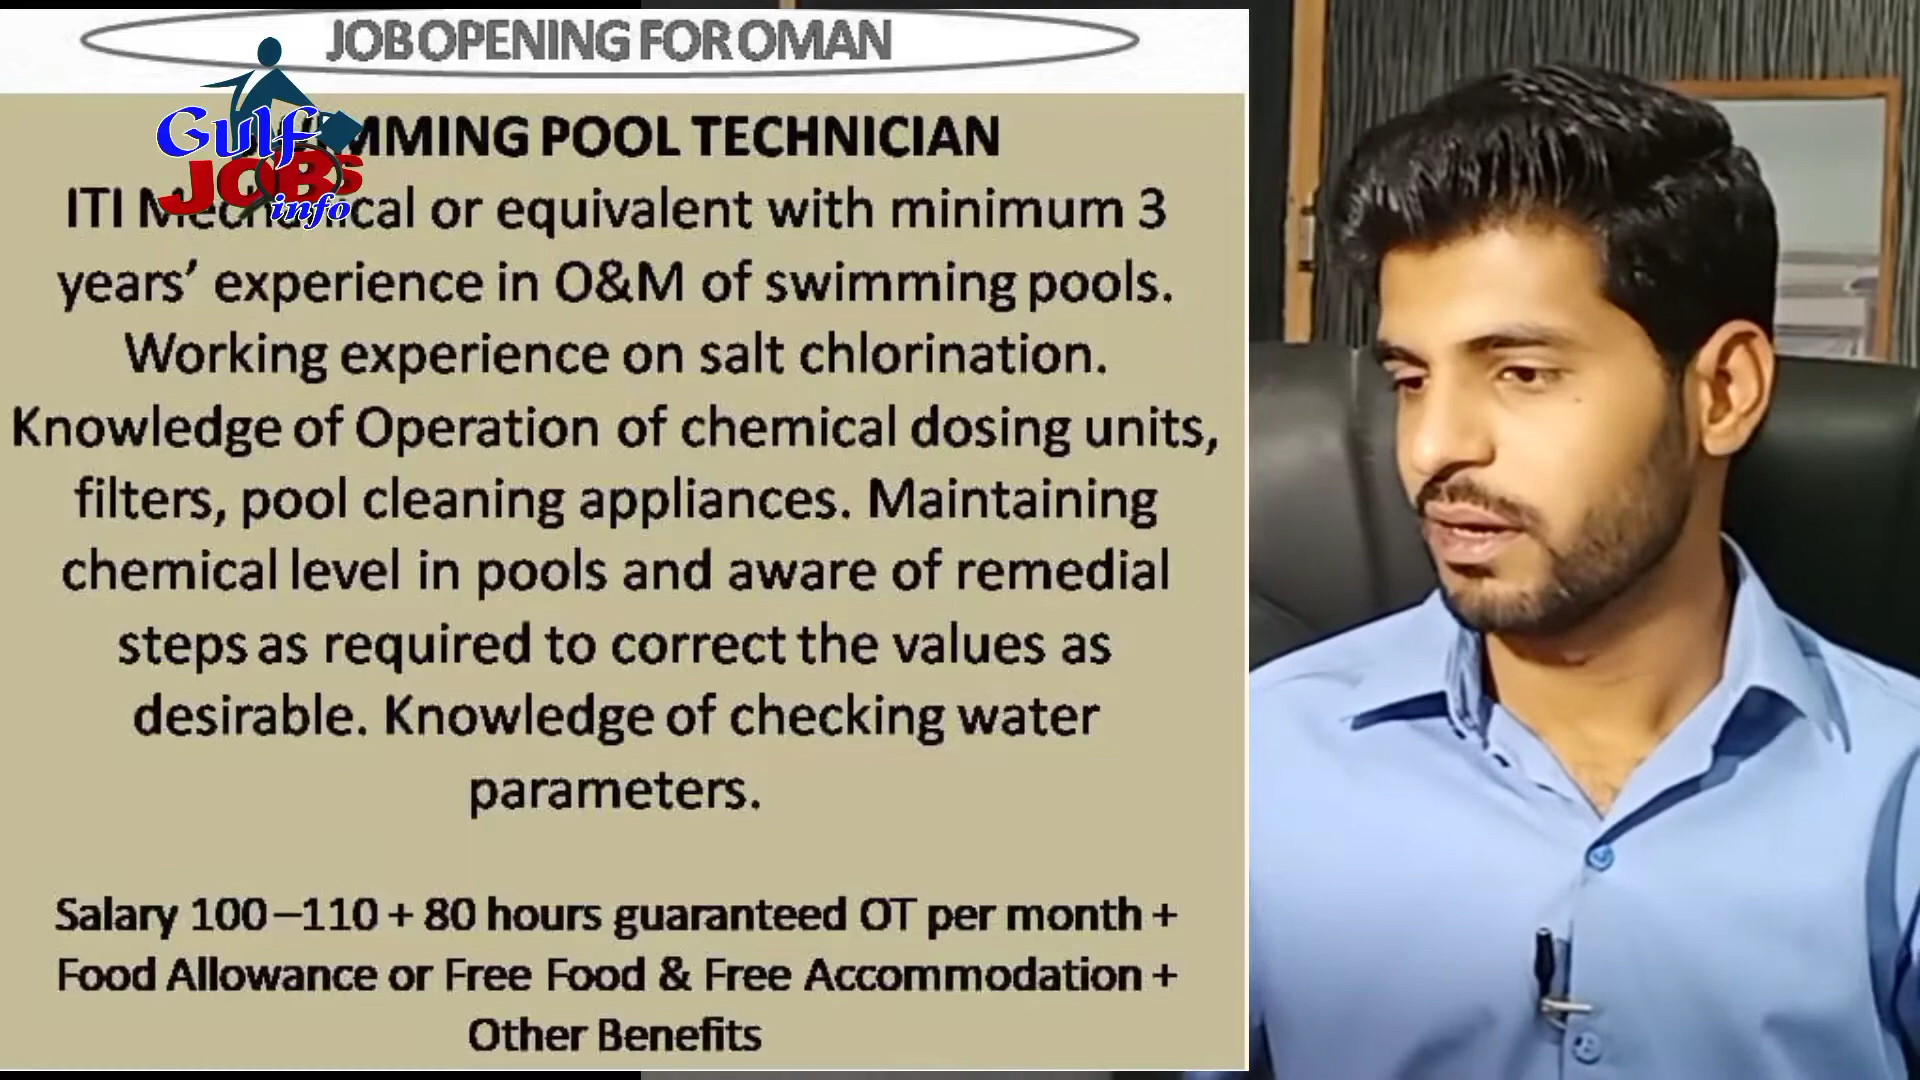 JOB OPENING FOR OMAN
Gulf
JOBS
info
POOL TECHNICIAN
ITI Mechanical or equivalent with minimum 3
years’ experience in O&M of swimming pools.
Working experience on salt chlorination.
Knowledge of Operation of chemical dosing units,
filters, pool cleaning appliances. Maintaining
chemical level in pools and aware of remedial
steps as required to correct the values as
desirable. Knowledge of checking water
parameters.
Salary 100–110 + 80 hours guaranteed OT per month +
Food Allowance or Free Food & Free Accommodation +
Other Benefits